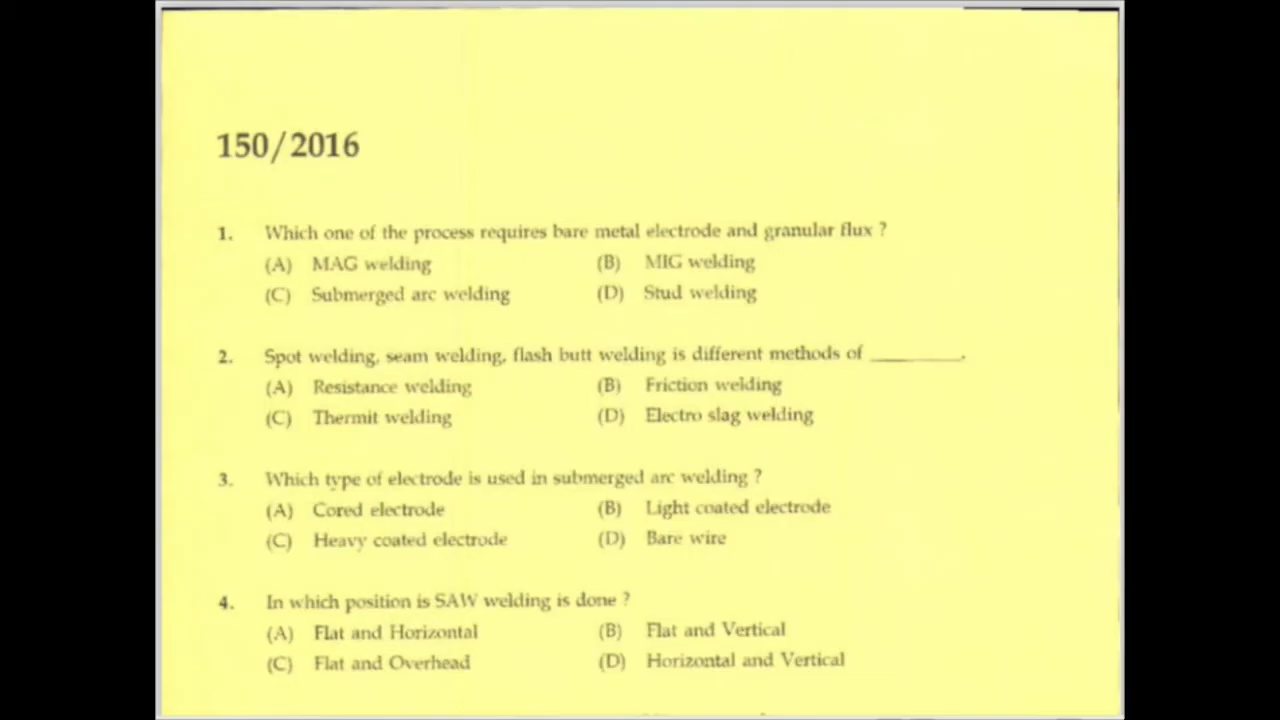 150/2016
1. Which one of the process requires bare metal electrode and granular flux ?
(A) MAG welding (B) MIG welding
(C) Submerged arc welding (D) Stud welding
2. Spot welding, seam welding, flash butt welding is different methods of ________.
(A) Resistance welding (B) Friction welding
(C) Thermit welding (D) Electro slag welding
3. Which type of electrode is used in submerged arc welding ?
(A) Cored electrode (B) Light coated electrode
(C) Heavy coated electrode (D) Bare wire
4. In which position is SAW welding is done ?
(A) Flat and Horizontal (B) Flat and Vertical
(C) Flat and Overhead (D) Horizontal and Vertical